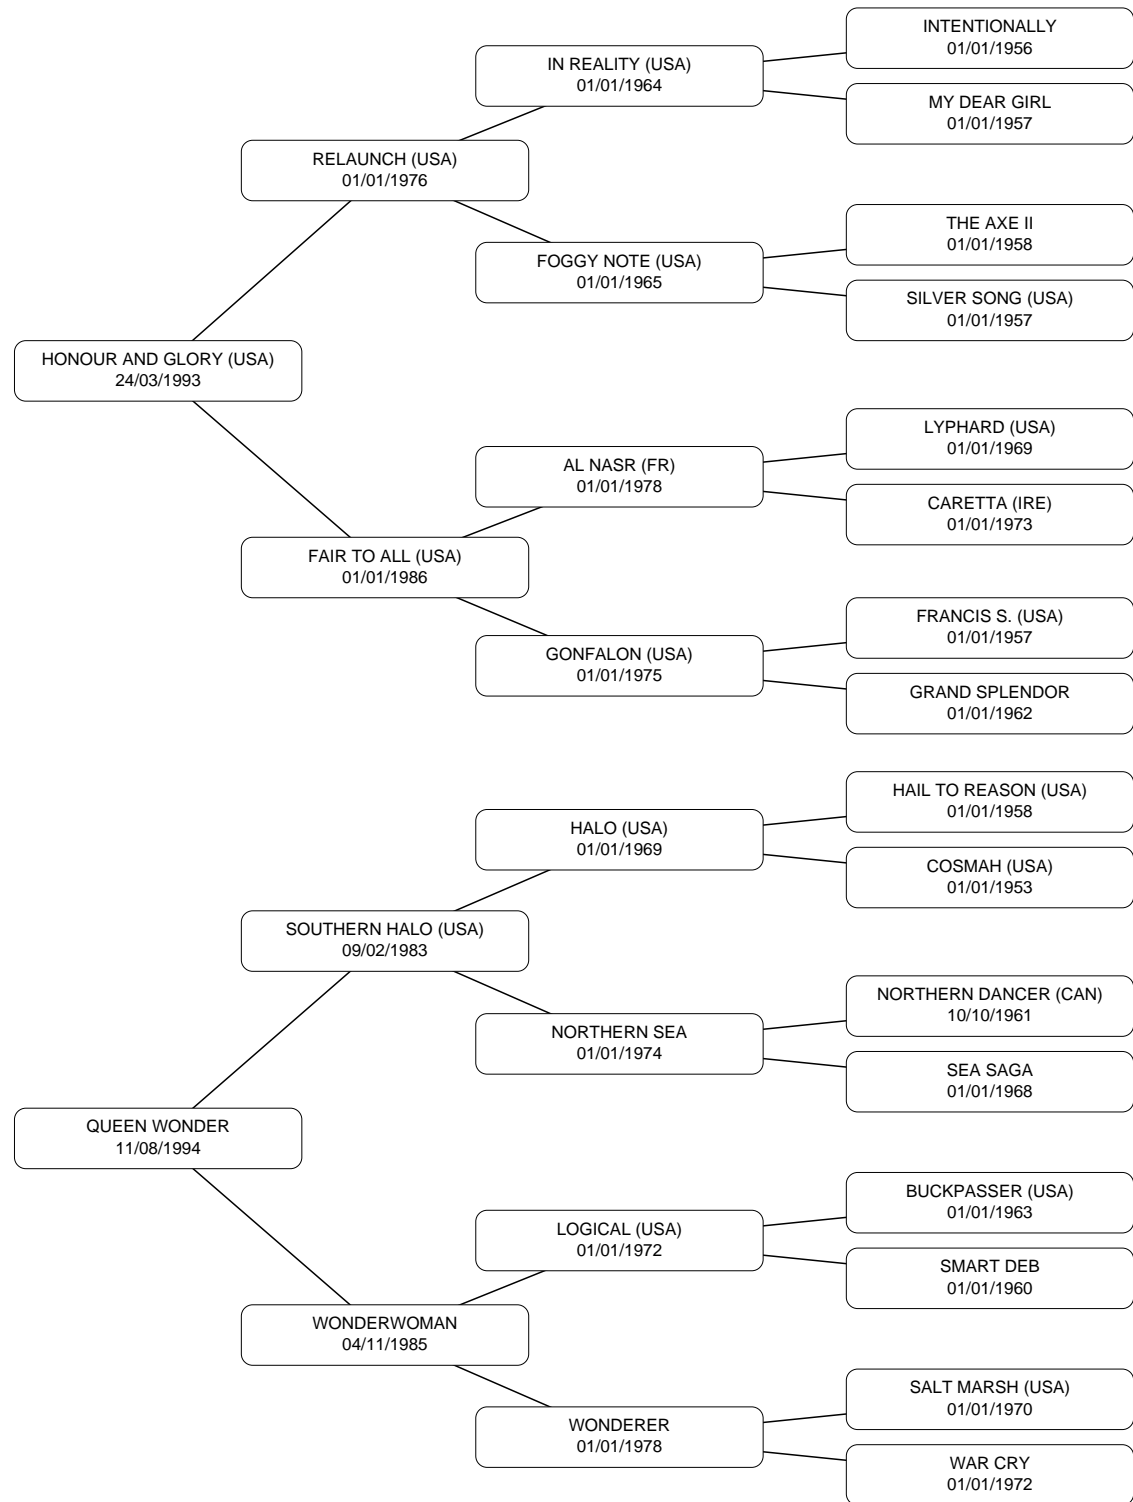 INTENTIONALLY
01/01/1956
IN REALITY (USA)
01/01/1964
MY DEAR GIRL
01/01/1957
RELAUNCH (USA)
01/01/1976
THE AXE II
01/01/1958
FOGGY NOTE (USA)
01/01/1965
SILVER SONG (USA)
01/01/1957
HONOUR AND GLORY (USA)
24/03/1993
LYPHARD (USA)
01/01/1969
AL NASR (FR)
01/01/1978
CARETTA (IRE)
01/01/1973
FAIR TO ALL (USA)
01/01/1986
FRANCIS S. (USA)
01/01/1957
GONFALON (USA)
01/01/1975
GRAND SPLENDOR
01/01/1962
HAIL TO REASON (USA)
01/01/1958
HALO (USA)
01/01/1969
COSMAH (USA)
01/01/1953
SOUTHERN HALO (USA)
09/02/1983
NORTHERN DANCER (CAN)
10/10/1961
NORTHERN SEA
01/01/1974
SEA SAGA
01/01/1968
QUEEN WONDER
11/08/1994
BUCKPASSER (USA)
01/01/1963
LOGICAL (USA)
01/01/1972
SMART DEB
01/01/1960
WONDERWOMAN
04/11/1985
SALT MARSH (USA)
01/01/1970
WONDERER
01/01/1978
WAR CRY
01/01/1972